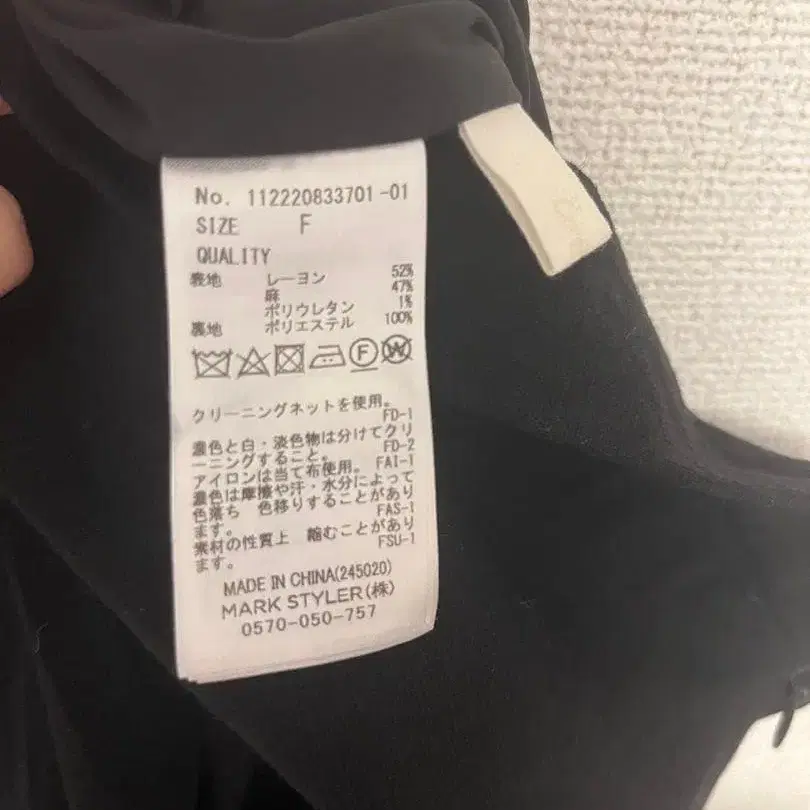 No. 112220833701-01
SIZE F
QUALITY
表地 レーヨン 52%
麻 47%
ポリウレタン 1%
裏地 ポリエステル 100%
F W
クリーニングネットを使用。
FD-1
濃色と白・淡色物は分けてクリ
ーニングすること。 FD-2
アイロンは当て布使用。 FAI-1
濃色は摩擦や汗・水分によって
色落ち 色移りすることがあり
ます。 FAS-1
素材の性質上 縮むことがあり
ます。 FSU-1
MADE IN CHINA(245020)
MARK STYLER(株)
0570-050-757